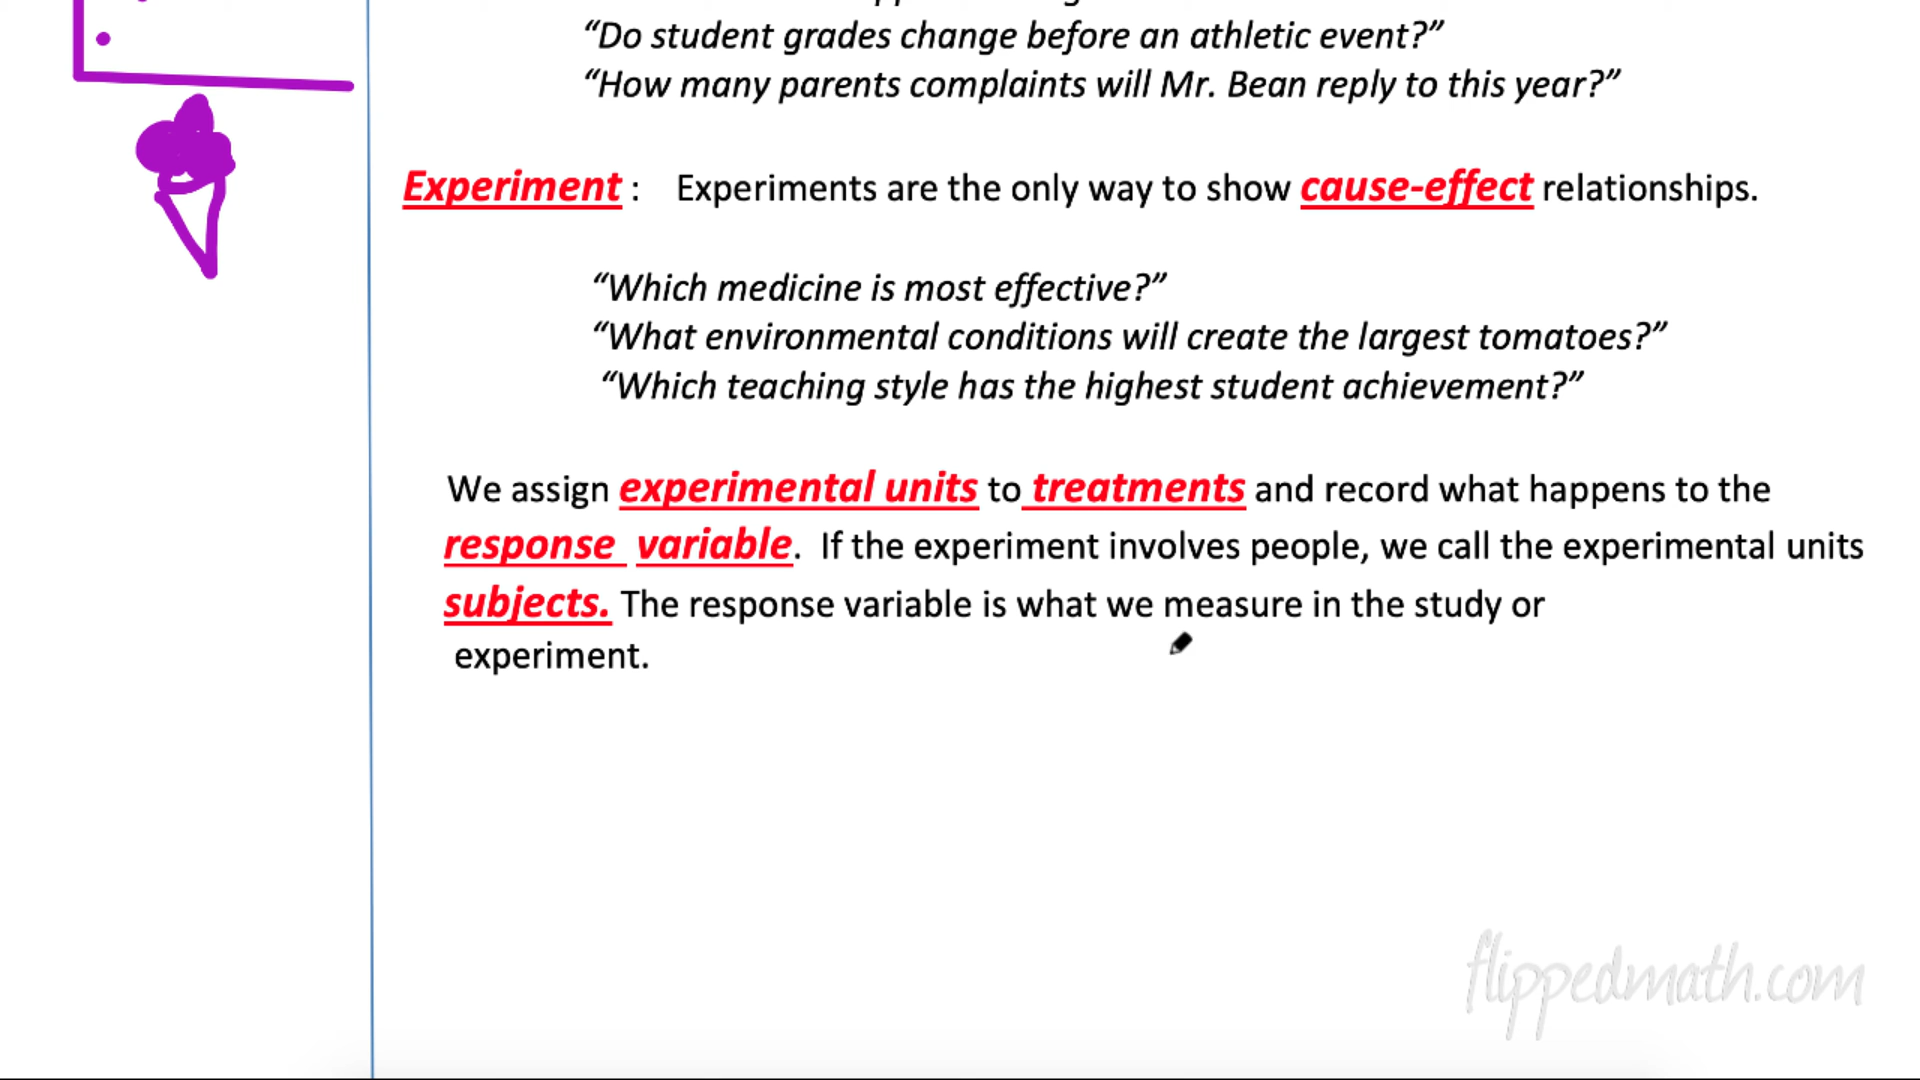 “Do student grades change before an athletic event?”
“How many parents complaints will Mr. Bean reply to this year?”
Experiment : Experiments are the only way to show cause-effect relationships.
“Which medicine is most effective?”
“What environmental conditions will create the largest tomatoes?”
“Which teaching style has the highest student achievement?”
We assign experimental units to treatments and record what happens to the
response variable. If the experiment involves people, we call the experimental units
subjects. The response variable is what we measure in the study or
experiment.
flippedmath.com